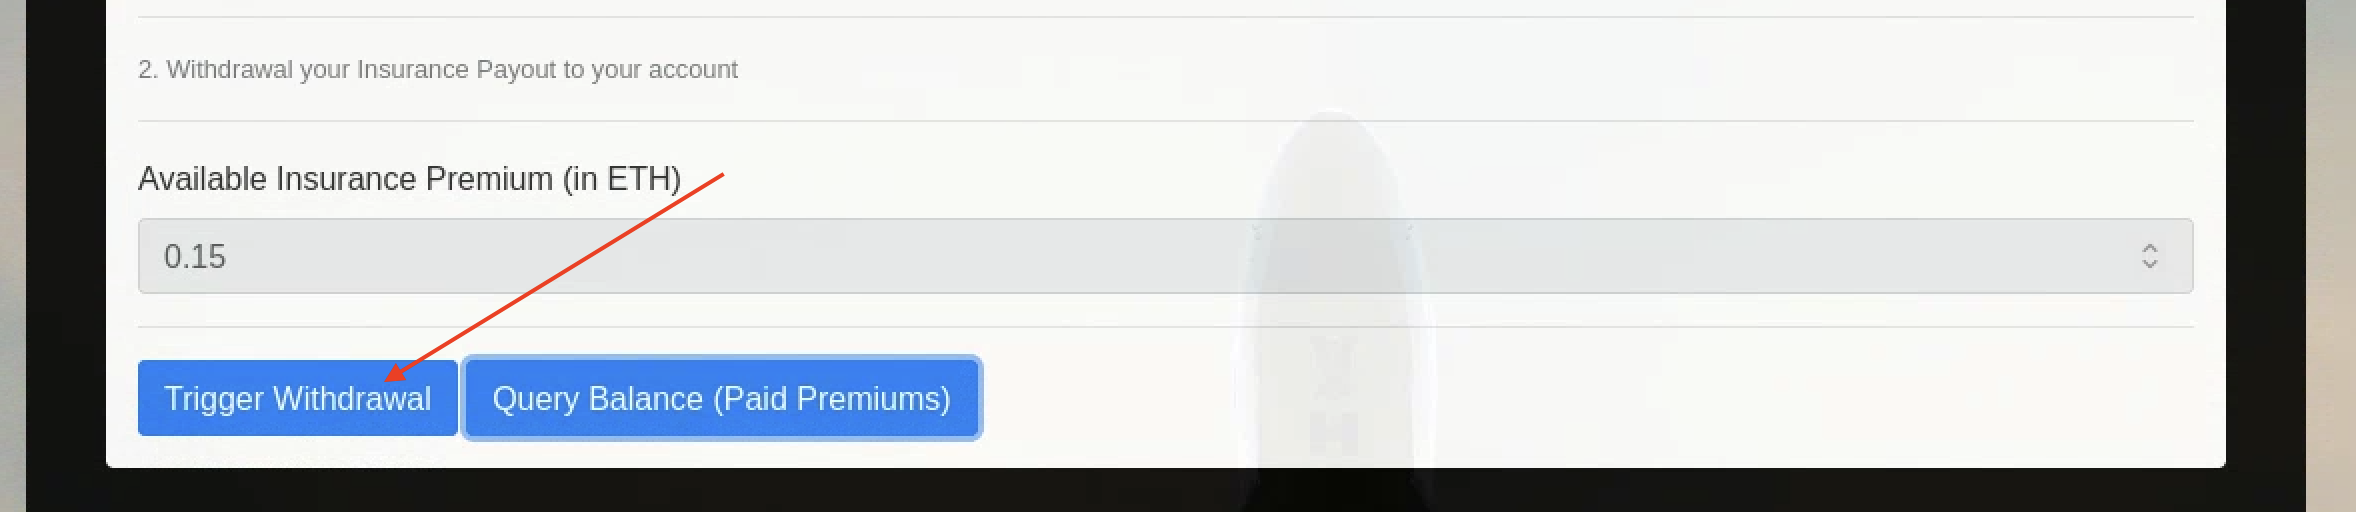 2. Withdrawal your Insurance Payout to your account
Available Insurance Premium (in ETH)
0.15
Trigger Withdrawal
Query Balance (Paid Premiums)